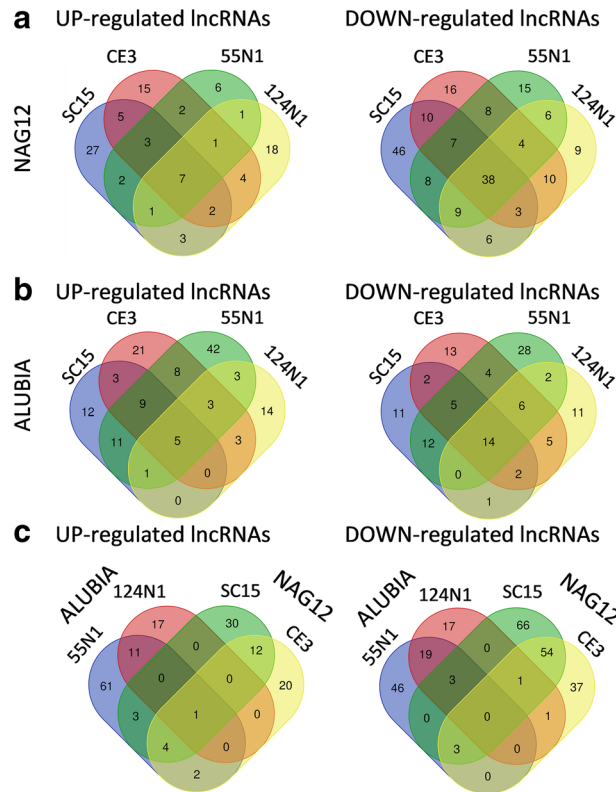 a UP-regulated lncRNAs DOWN-regulated lncRNAs
CE3 55N1 CE3 55N1
SC15 124N1 SC15 124N1
NAG12
15 6 16 15
5 2 1 10 8 6
27 3 1 18 46 7 4 9
2 7 4 8 38 10
1 2 9 3
3 6
b UP-regulated lncRNAs DOWN-regulated lncRNAs
CE3 55N1 CE3 55N1
SC15 124N1 SC15 124N1
ALUBIA
21 42 13 28
3 8 3 2 4 2
12 9 3 14 11 5 6 11
11 5 3 12 14 5
1 0 0 2
0 1
c UP-regulated lncRNAs DOWN-regulated lncRNAs
ALUBIA NAG12 ALUBIA NAG12
124N1 SC15 124N1 SC15
55N1 CE3 55N1 CE3
17 30 17 66
11 0 12 19 0 54
61 0 0 20 46 3 1 37
3 1 0 0 0 1
4 0 3 0
2 0